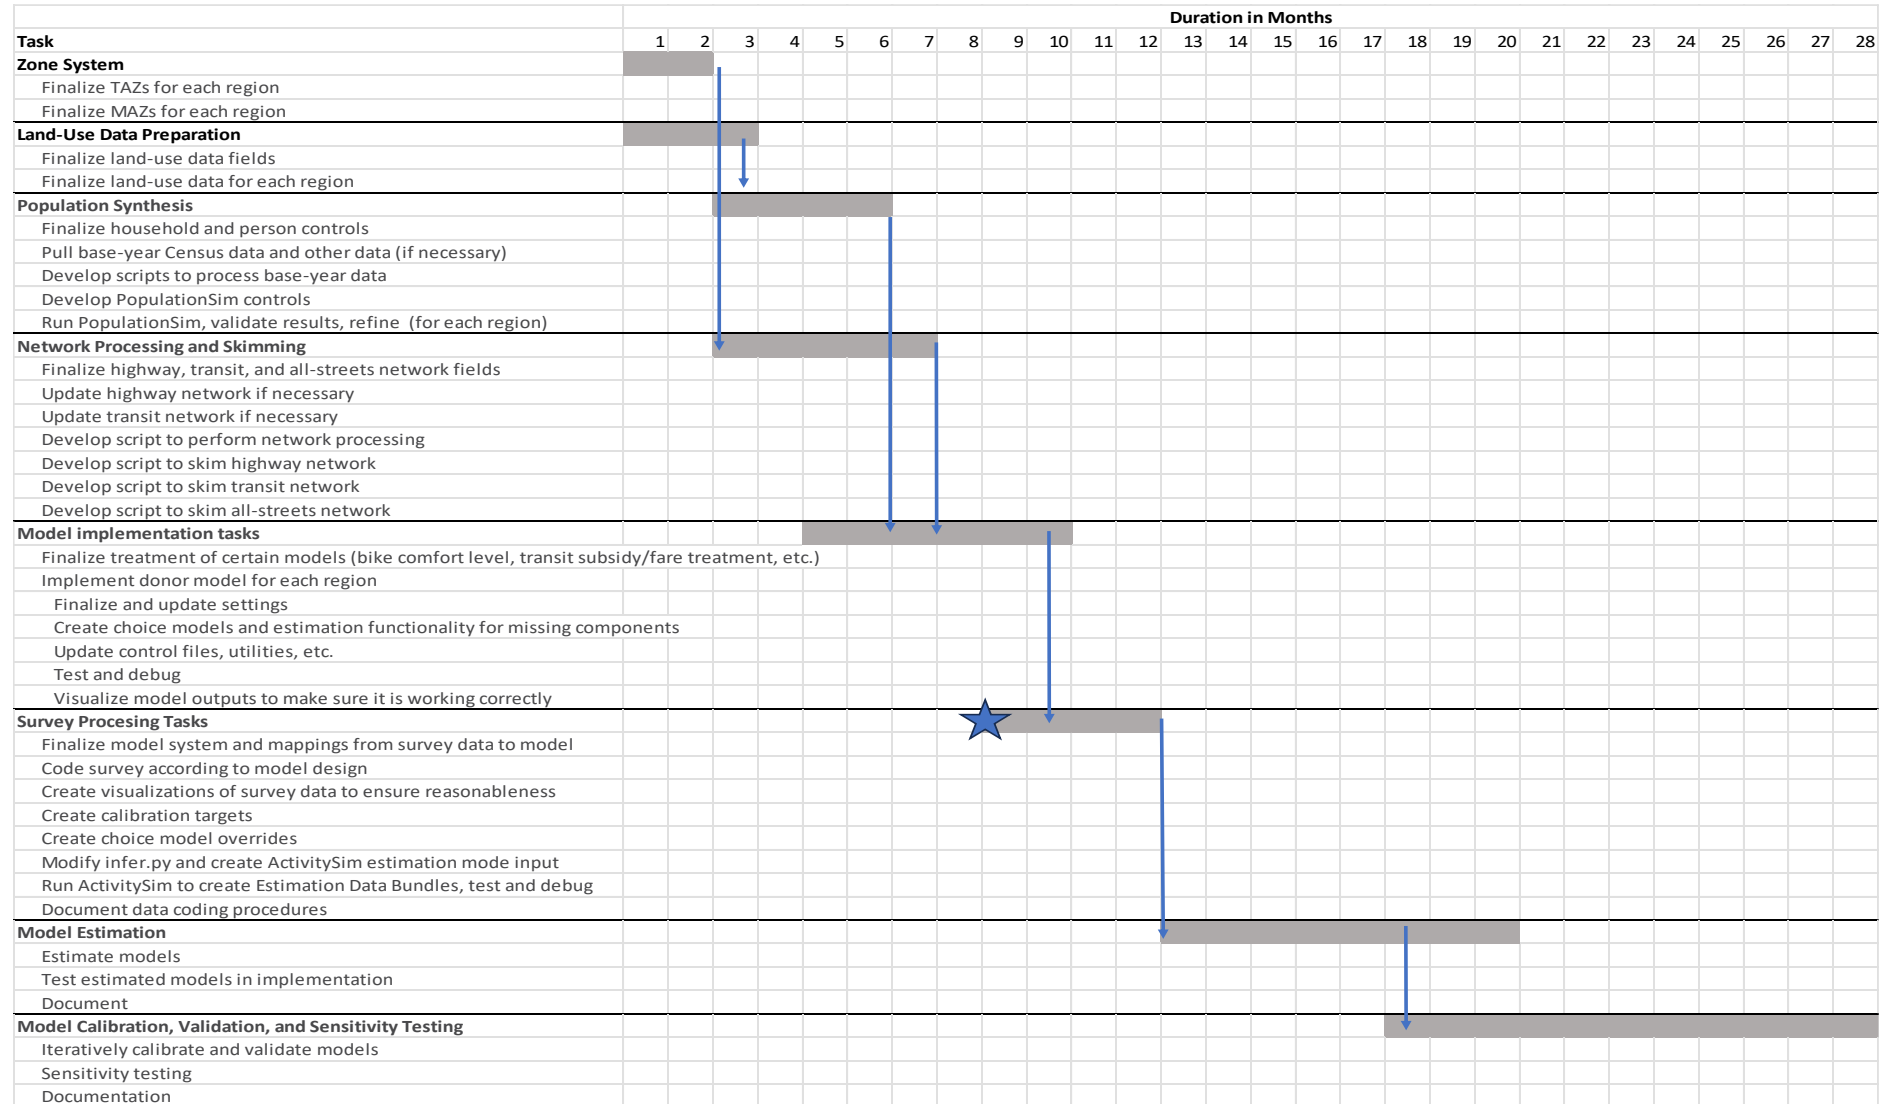 Duration in Months
Task 1 2 3 4 5 6 7 8 9 10 11 12 13 14 15 16 17 18 19 20 21 22 23 24 25 26 27 28
Zone System
Finalize TAZs for each region
Finalize MAZs for each region
Land-Use Data Preparation
Finalize land-use data fields
Finalize land-use data for each region
Population Synthesis
Finalize household and person controls
Pull base-year Census data and other data (if necessary)
Develop scripts to process base-year data
Develop PopulationSim controls
Run PopulationSim, validate results, refine (for each region)
Network Processing and Skimming
Finalize highway, transit, and all-streets network fields
Update highway network if necessary
Update transit network if necessary
Develop script to perform network processing
Develop script to skim highway network
Develop script to skim transit network
Develop script to skim all-streets network
Model implementation tasks
Finalize treatment of certain models (bike comfort level, transit subsidy/fare treatment, etc.)
Implement donor model for each region
Finalize and update settings
Create choice models and estimation functionality for missing components
Update control files, utilities, etc.
Test and debug
Visualize model outputs to make sure it is working correctly
Survey Procesing Tasks
Finalize model system and mappings from survey data to model
Code survey according to model design
Create visualizations of survey data to ensure reasonableness
Create calibration targets
Create choice model overrides
Modify infer.py and create ActivitySim estimation mode input
Run ActivitySim to create Estimation Data Bundles, test and debug
Document data coding procedures
Model Estimation
Estimate models
Test estimated models in implementation
Document
Model Calibration, Validation, and Sensitivity Testing
Iteratively calibrate and validate models
Sensitivity testing
Documentation